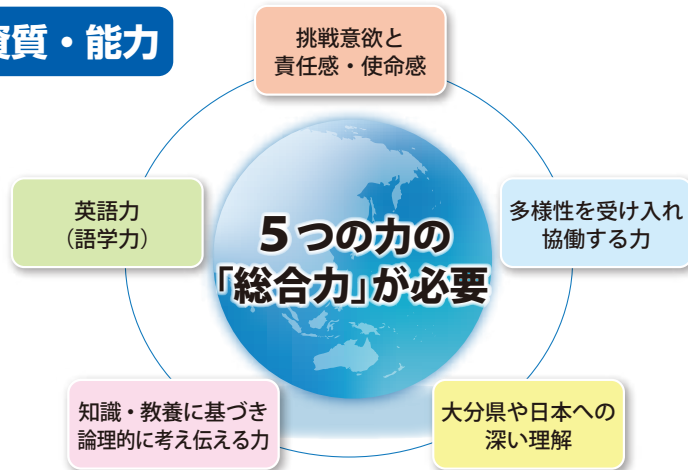 資質・能力
挑戦意欲と
責任感・使命感
英語力
(語学力)
５つの力の
「総合力」が必要
多様性を受け入れ
協働する力
知識・教養に基づき
論理的に考え伝える力
大分県や日本への
深い理解